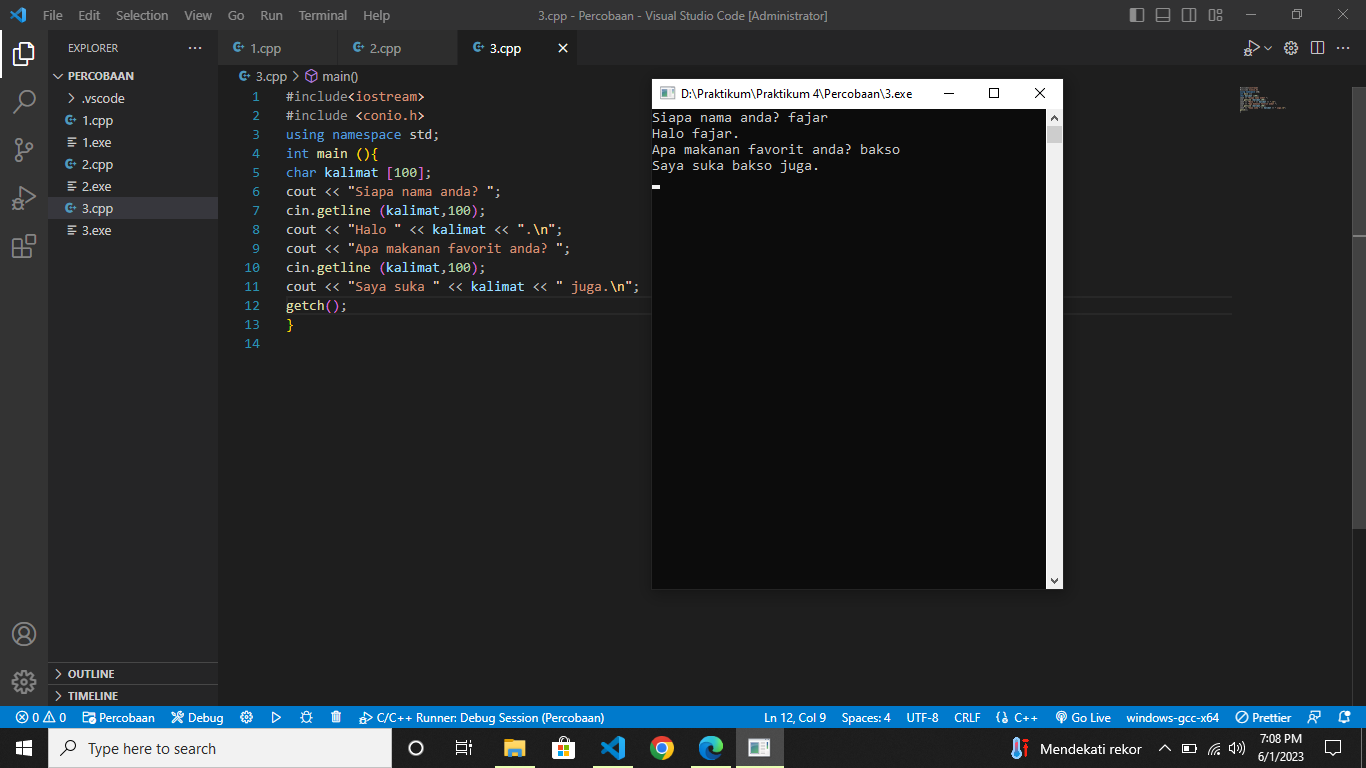 File Edit Selection View Go Run Terminal Help 3.cpp - Percobaan - Visual Studio Code [Administrator]
EXPLORER
PERCOBAAN
.vscode
1.cpp
1.exe
2.cpp
2.exe
3.cpp
3.exe
OUTLINE
TIMELINE
1.cpp 2.cpp 3.cpp
3.cpp > main()
1 #include<iostream>
2 #include <conio.h>
3 using namespace std;
4 int main (){
5 char kalimat [100];
6 cout << "Siapa nama anda? ";
7 cin.getline (kalimat,100);
8 cout << "Halo " << kalimat << ".\n";
9 cout << "Apa makanan favorit anda? ";
10 cin.getline (kalimat,100);
11 cout << "Saya suka " << kalimat << " juga.\n";
12 getch();
13 }
14
D:\Praktikum\Praktikum 4\Percobaan\3.exe
Siapa nama anda? fajar
Halo fajar.
Apa makanan favorit anda? bakso
Saya suka bakso juga.
0 0 Percobaan Debug C/C++ Runner: Debug Session (Percobaan) Ln 12, Col 9 Spaces: 4 UTF-8 CRLF C++ Go Live windows-gcc-x64 Prettier
Type here to search Mendekati rekor 7:08 PM
6/1/2023